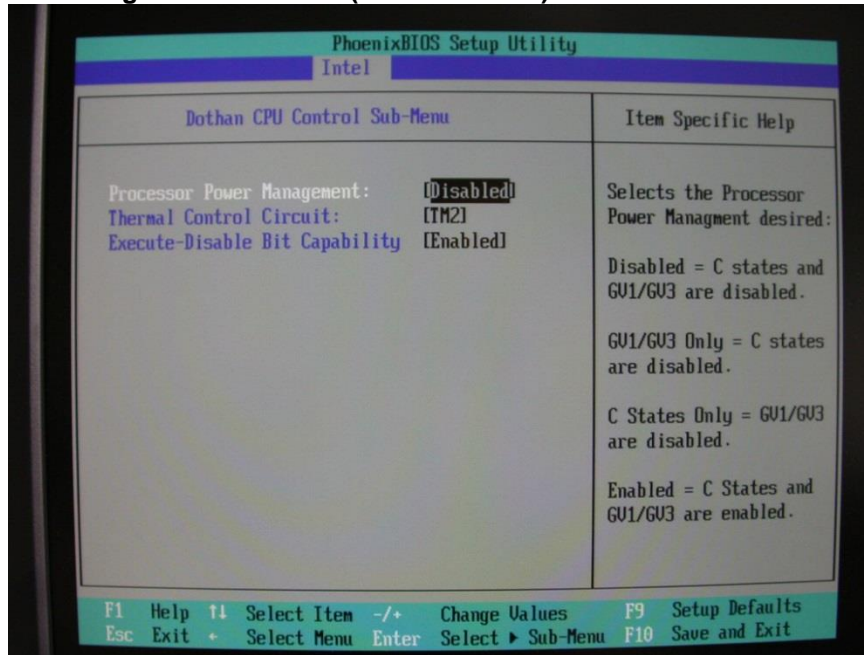 PhoenixBIOS Setup Utility
Intel
Dothan CPU Control Sub-Menu
Item Specific Help
Processor Power Management: [Disabled]
Thermal Control Circuit: [TM2]
Execute-Disable Bit Capability [Enabled]
Selects the Processor
Power Managment desired:
Disabled = C states and
GV1/GV3 are disabled.
GV1/GV3 Only = C states
are disabled.
C States Only = GV1/GV3
are disabled.
Enabled = C States and
GV1/GV3 are enabled.
F1 Help ↑↓ Select Item -/+ Change Values F9 Setup Defaults
Esc Exit ← Select Menu Enter Select ▶ Sub-Menu F10 Save and Exit